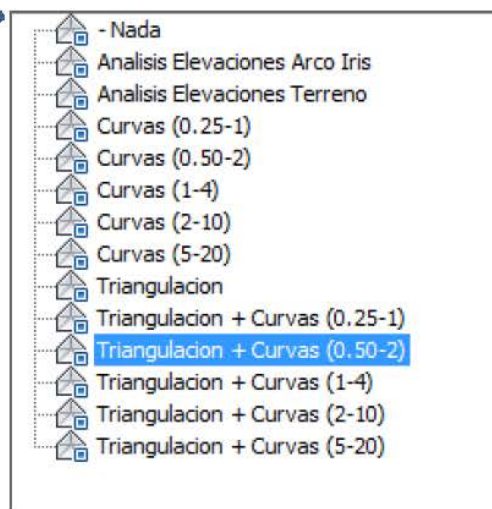 - Nada
Analisis Elevaciones Arco Iris
Analisis Elevaciones Terreno
Curvas (0.25-1)
Curvas (0.50-2)
Curvas (1-4)
Curvas (2-10)
Curvas (5-20)
Triangulacion
Triangulacion + Curvas (0.25-1)
Triangulacion + Curvas (0.50-2)
Triangulacion + Curvas (1-4)
Triangulacion + Curvas (2-10)
Triangulacion + Curvas (5-20)